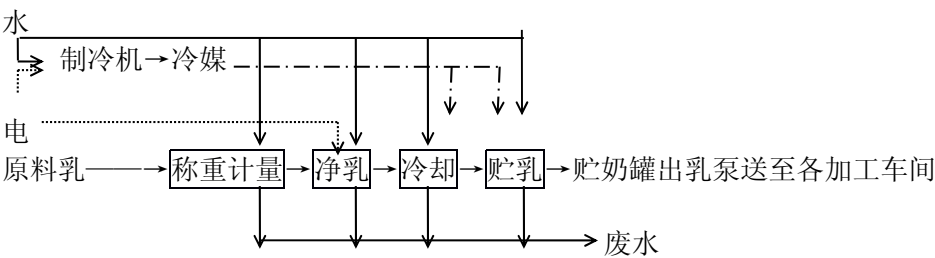 水
制冷机→冷媒
电
原料乳——→称重计量→净乳→冷却→贮乳→贮奶罐出乳泵送至各加工车间
废水